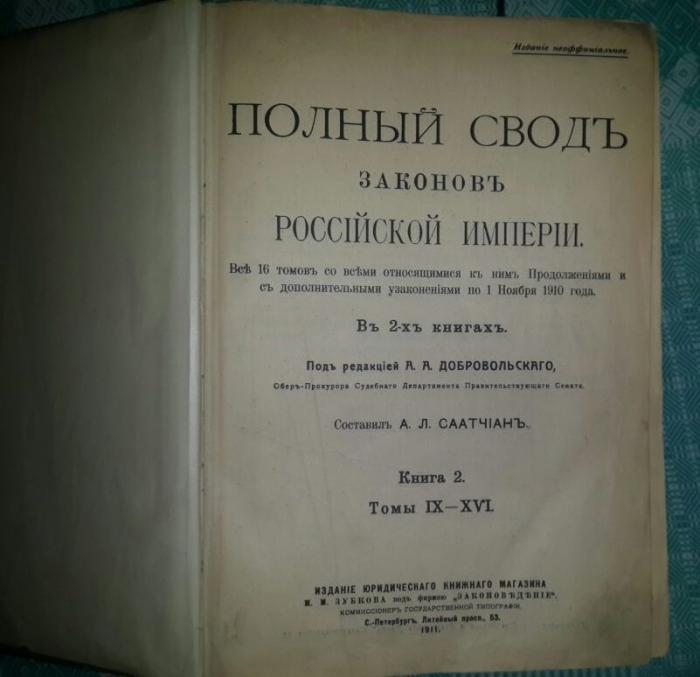 Изданіе неоффиціальное.
ПОЛНЫЙ СВОДЪ
ЗАКОНОВЪ
РОССІЙСКОЙ ИМПЕРІИ.
Всѣ 16 томовъ со всѣми относящимися къ нимъ Продолженіями и
съ дополнительными узаконеніями по 1 Ноября 1910 года.
Въ 2-хъ книгахъ.
Подъ редакціей А. А. ДОБРОВОЛЬСКАГО,
Оберъ-Прокурора Судебнаго Департамента Правительствующаго Сената.
Составилъ А. Л. СААТЧІАНЪ.
Книга 2.
Томы IX—XVI.
ИЗДАНІЕ ЮРИДИЧЕСКАГО КНИЖНАГО МАГАЗИНА
И. И. ЗУБКОВА подъ фирмою „ЗАКОНОВѢДѢНІЕ".
КОММИССІОНЕРЪ ГОСУДАРСТВЕННОЙ ТИПОГРАФІИ.
С.-Петербургъ, Литейный просп., 53.
1911.